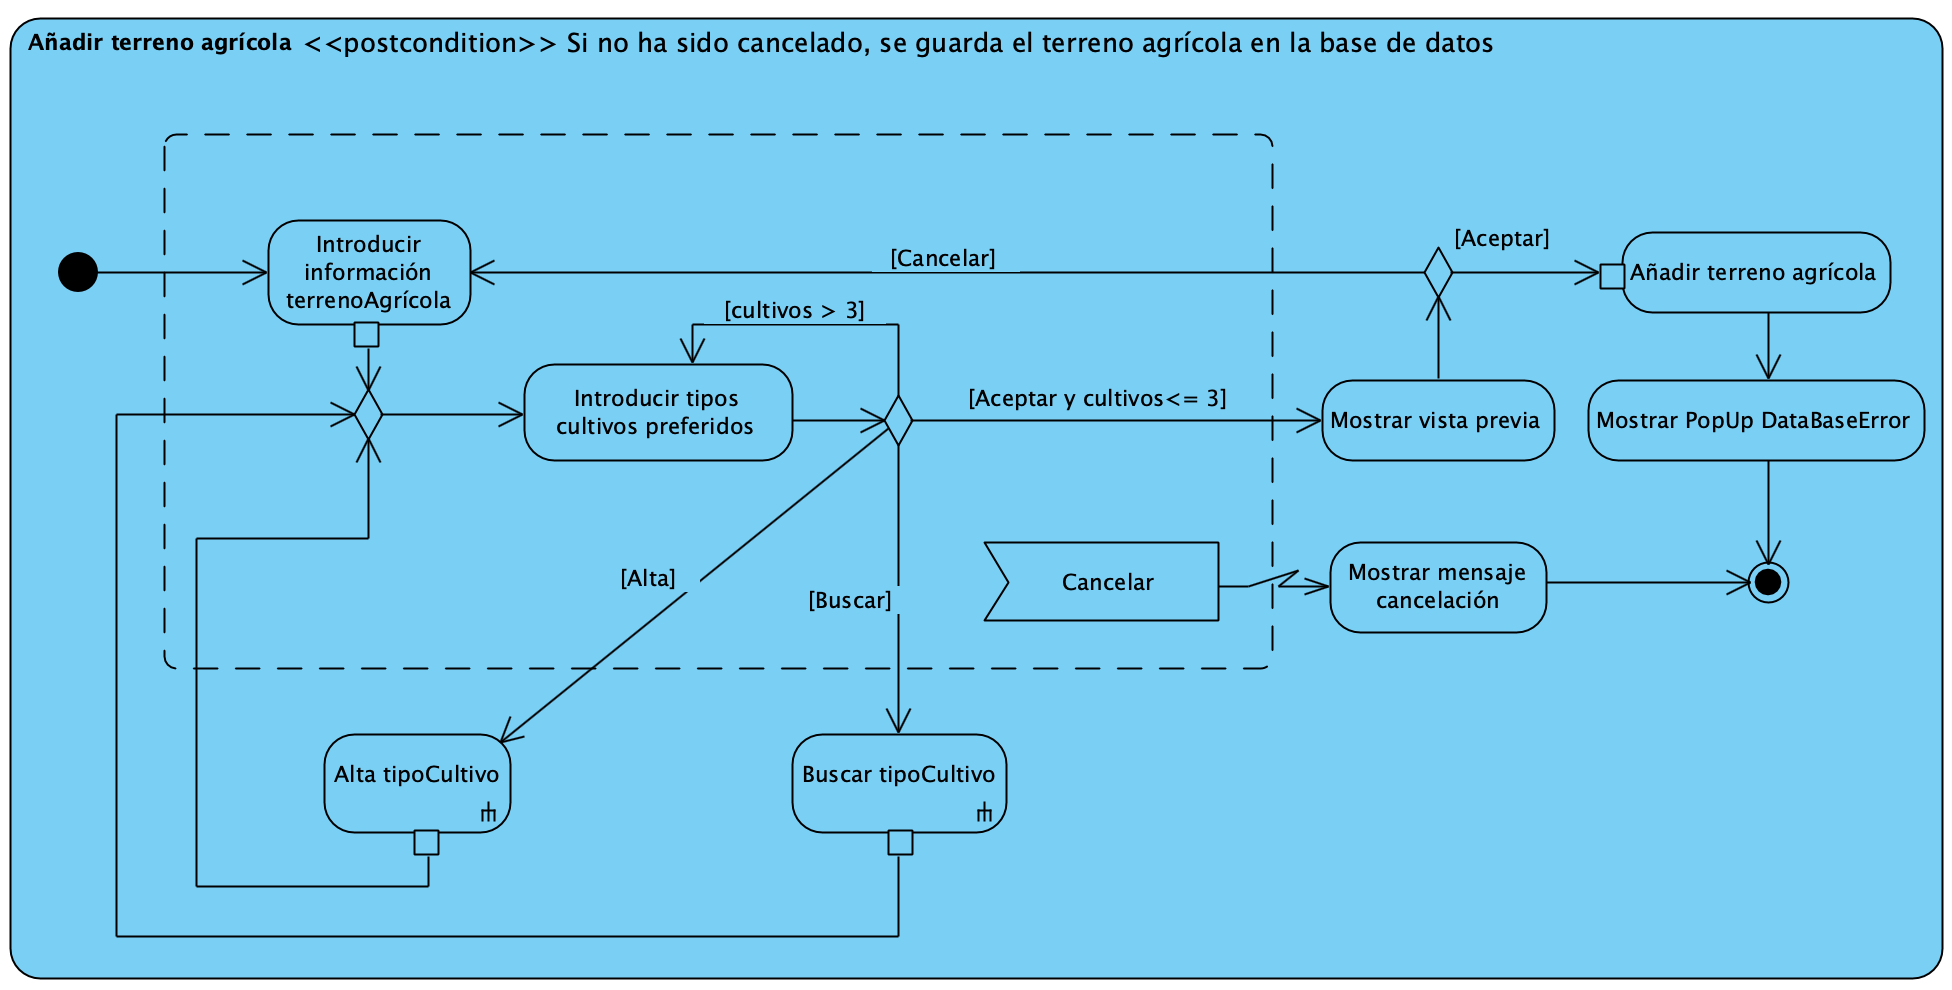 Añadir terreno agrícola <<postcondition>> Si no ha sido cancelado, se guarda el terreno agrícola en la base de datos
Introducir
información
terrenoAgrícola
[Cancelar]
[Aceptar]
Añadir terreno agrícola
[cultivos > 3]
Introducir tipos
cultivos preferidos
[Aceptar y cultivos<= 3]
Mostrar vista previa
Mostrar PopUp DataBaseError
[Alta]
[Buscar]
Cancelar
Mostrar mensaje
cancelación
Alta tipoCultivo
Buscar tipoCultivo